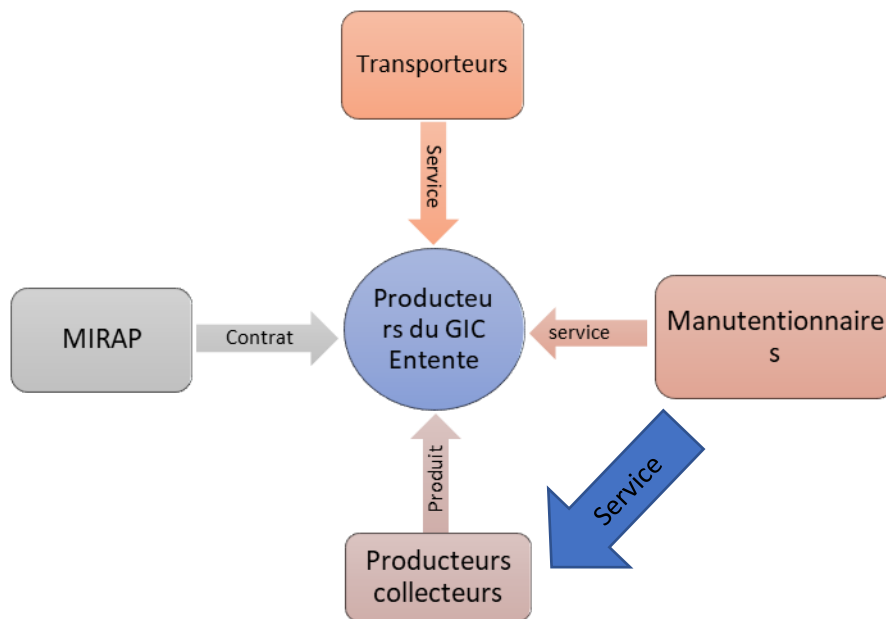 Transporteurs
Service
MIRAP
Contrat
Producteu
rs du GIC
Entente
service
Manutentionnaire
s
Produit
Service
Producteurs
collecteurs